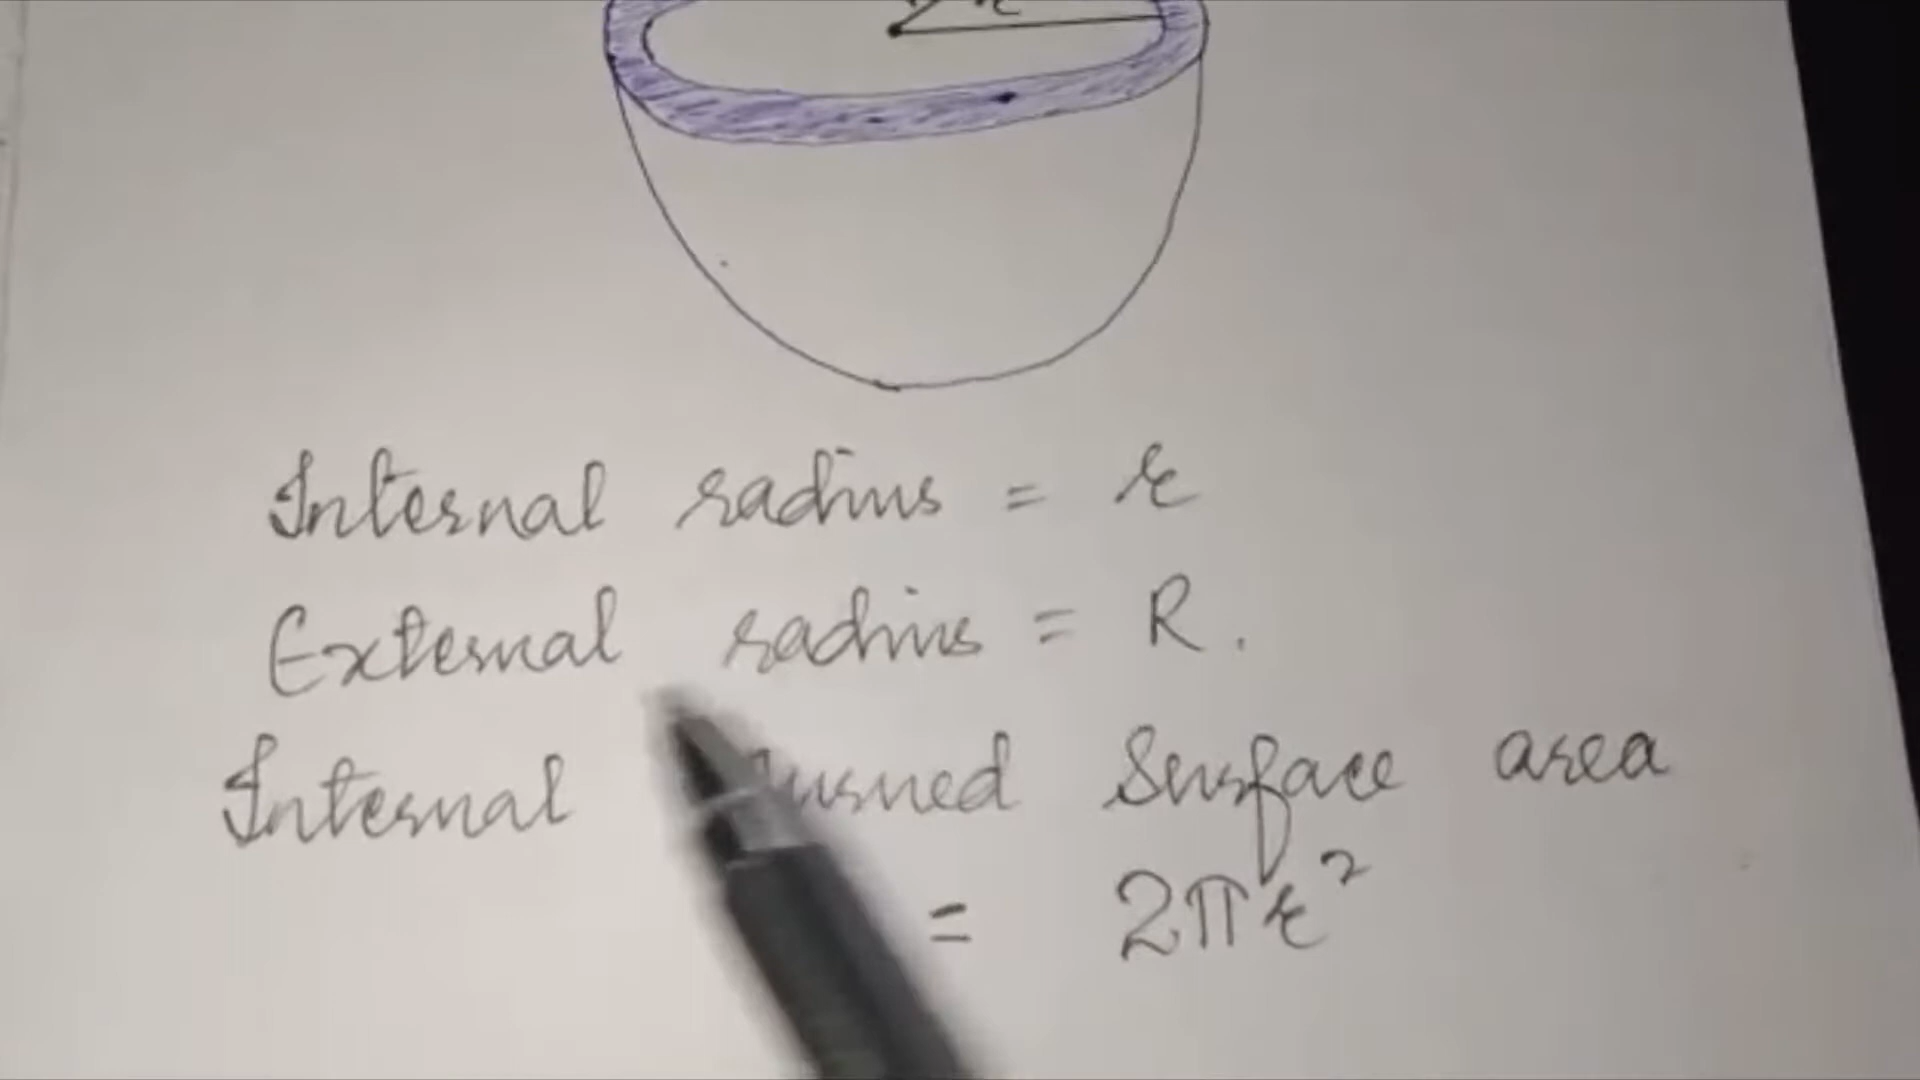 r
Internal radius = r
External radius = R.
Internal Surface area
= 2πr²